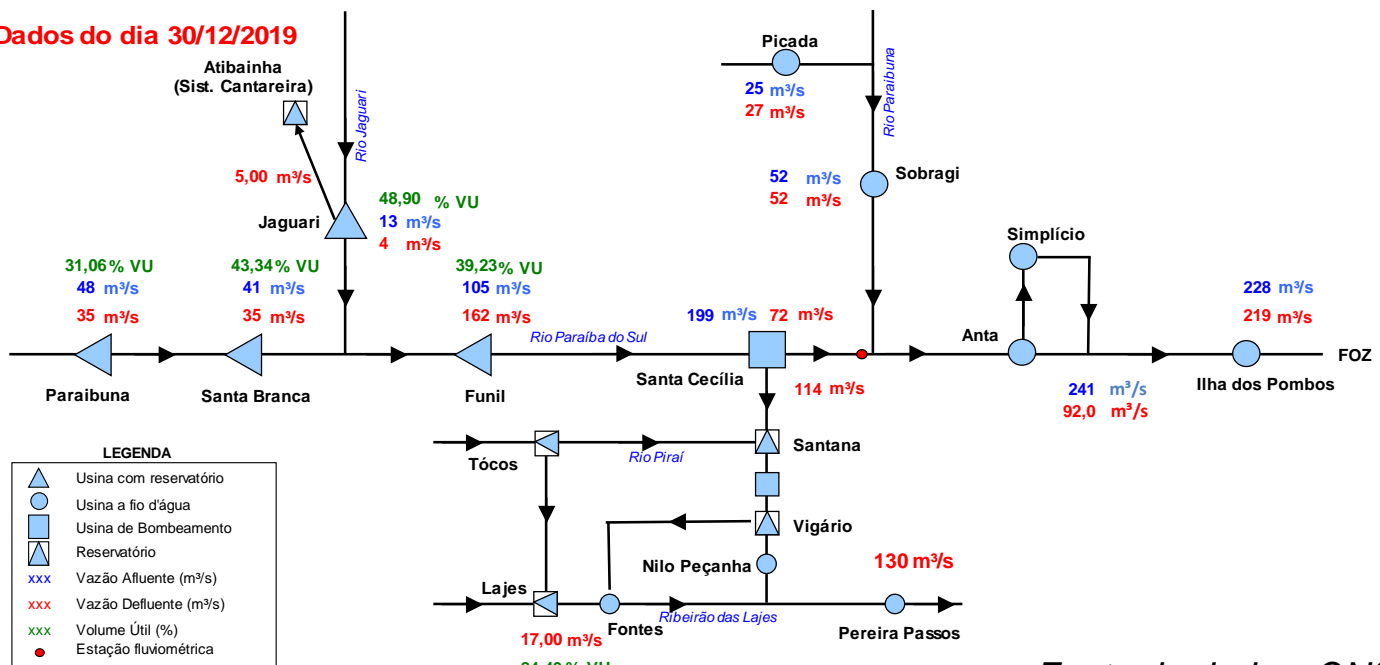 Dados do dia 30/12/2019
Atibainha
(Sist. Cantareira)
Rio Jaguari
5,00 m³/s
Jaguari
48,90 % VU
13 m³/s
4 m³/s
Picada
25 m³/s
27 m³/s
Rio Paraibuna
52 m³/s
52 m³/s
Sobragi
31,06% VU
48 m³/s
35 m³/s
Paraibuna
43,34% VU
41 m³/s
35 m³/s
Santa Branca
39,23% VU
105 m³/s
162 m³/s
Funil
Rio Paraíba do Sul
199 m³/s 72 m³/s
Santa Cecília
114 m³/s
Simplício
Anta
241 m³/s
92,0 m³/s
228 m³/s
219 m³/s
Ilha dos Pombos
FOZ
Tócos
Rio Piraí
Santana
Vigário
Nilo Peçanha
130 m³/s
Lajes
Fontes
Ribeirão das Lajes
Pereira Passos
17,00 m³/s
LEGENDA
Usina com reservatório
Usina a fio d'água
Usina de Bombeamento
Reservatório
xxx Vazão Afluente (m³/s)
xxx Vazão Defluente (m³/s)
xxx Volume Útil (%)
Estação fluviométrica